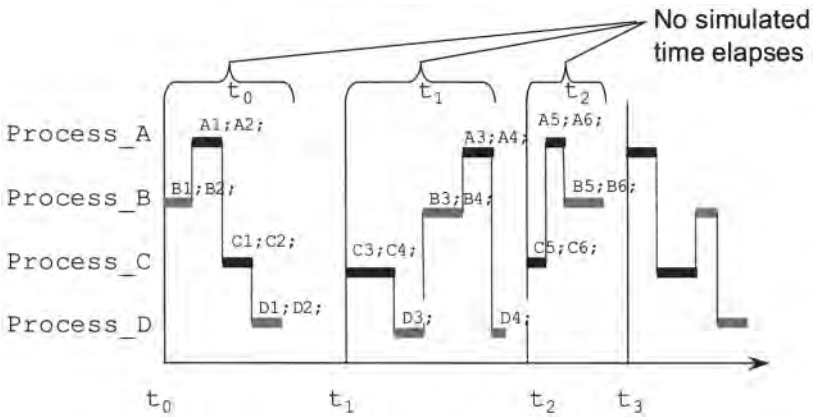 No simulated
time elapses
t0 t1 t2
Process_A A1;A2; A3;A4; A5;A6;
Process_B B1;B2; B3;B4; B5;B6;
Process_C C1;C2; C3;C4; C5;C6;
Process_D D1;D2; D3; D4;
t0 t1 t2 t3